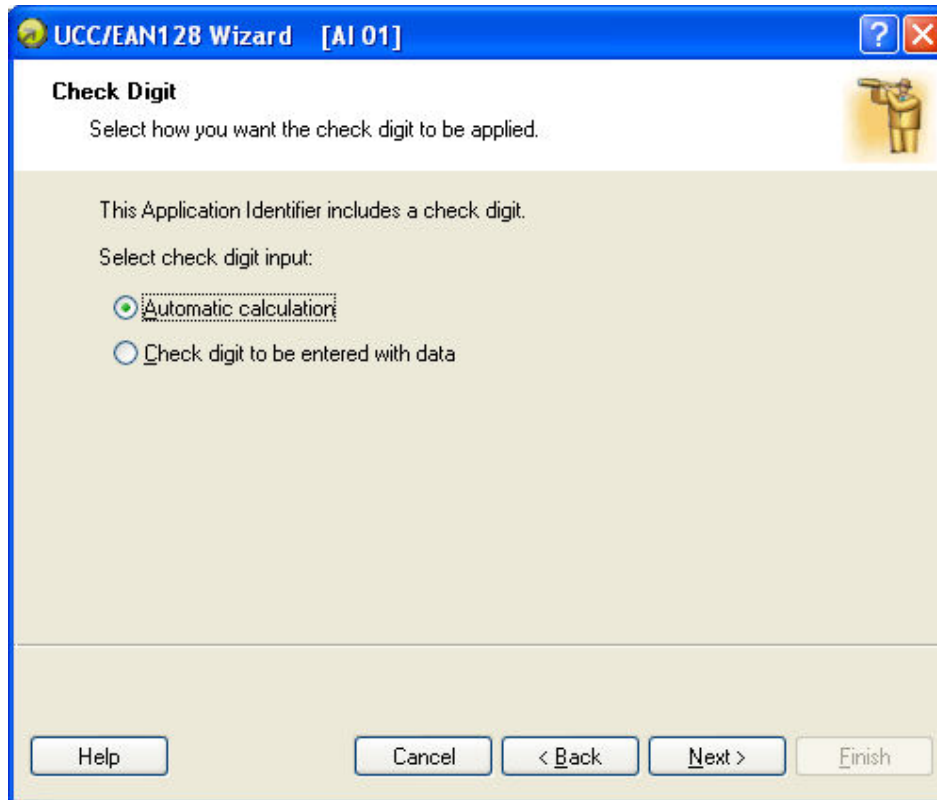 UCC/EAN128 Wizard [AI 01]
Check Digit
Select how you want the check digit to be applied.
This Application Identifier includes a check digit.
Select check digit input:
Automatic calculation
Check digit to be entered with data
Help Cancel < Back Next > Finish